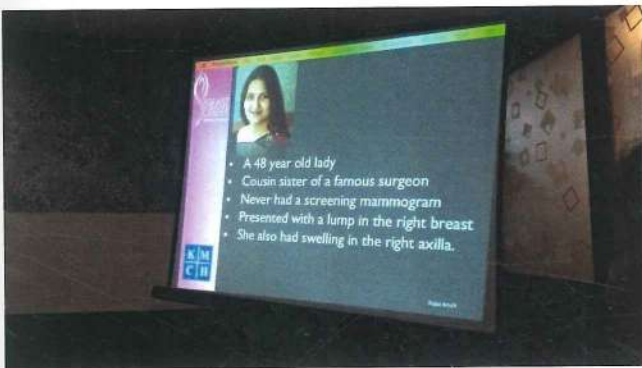 • A 48 year old lady
• Cousin sister of a famous surgeon
• Never had a screening mammogram
• Presented with a lump in the right breast
• She also had swelling in the right axilla.
K M
C H